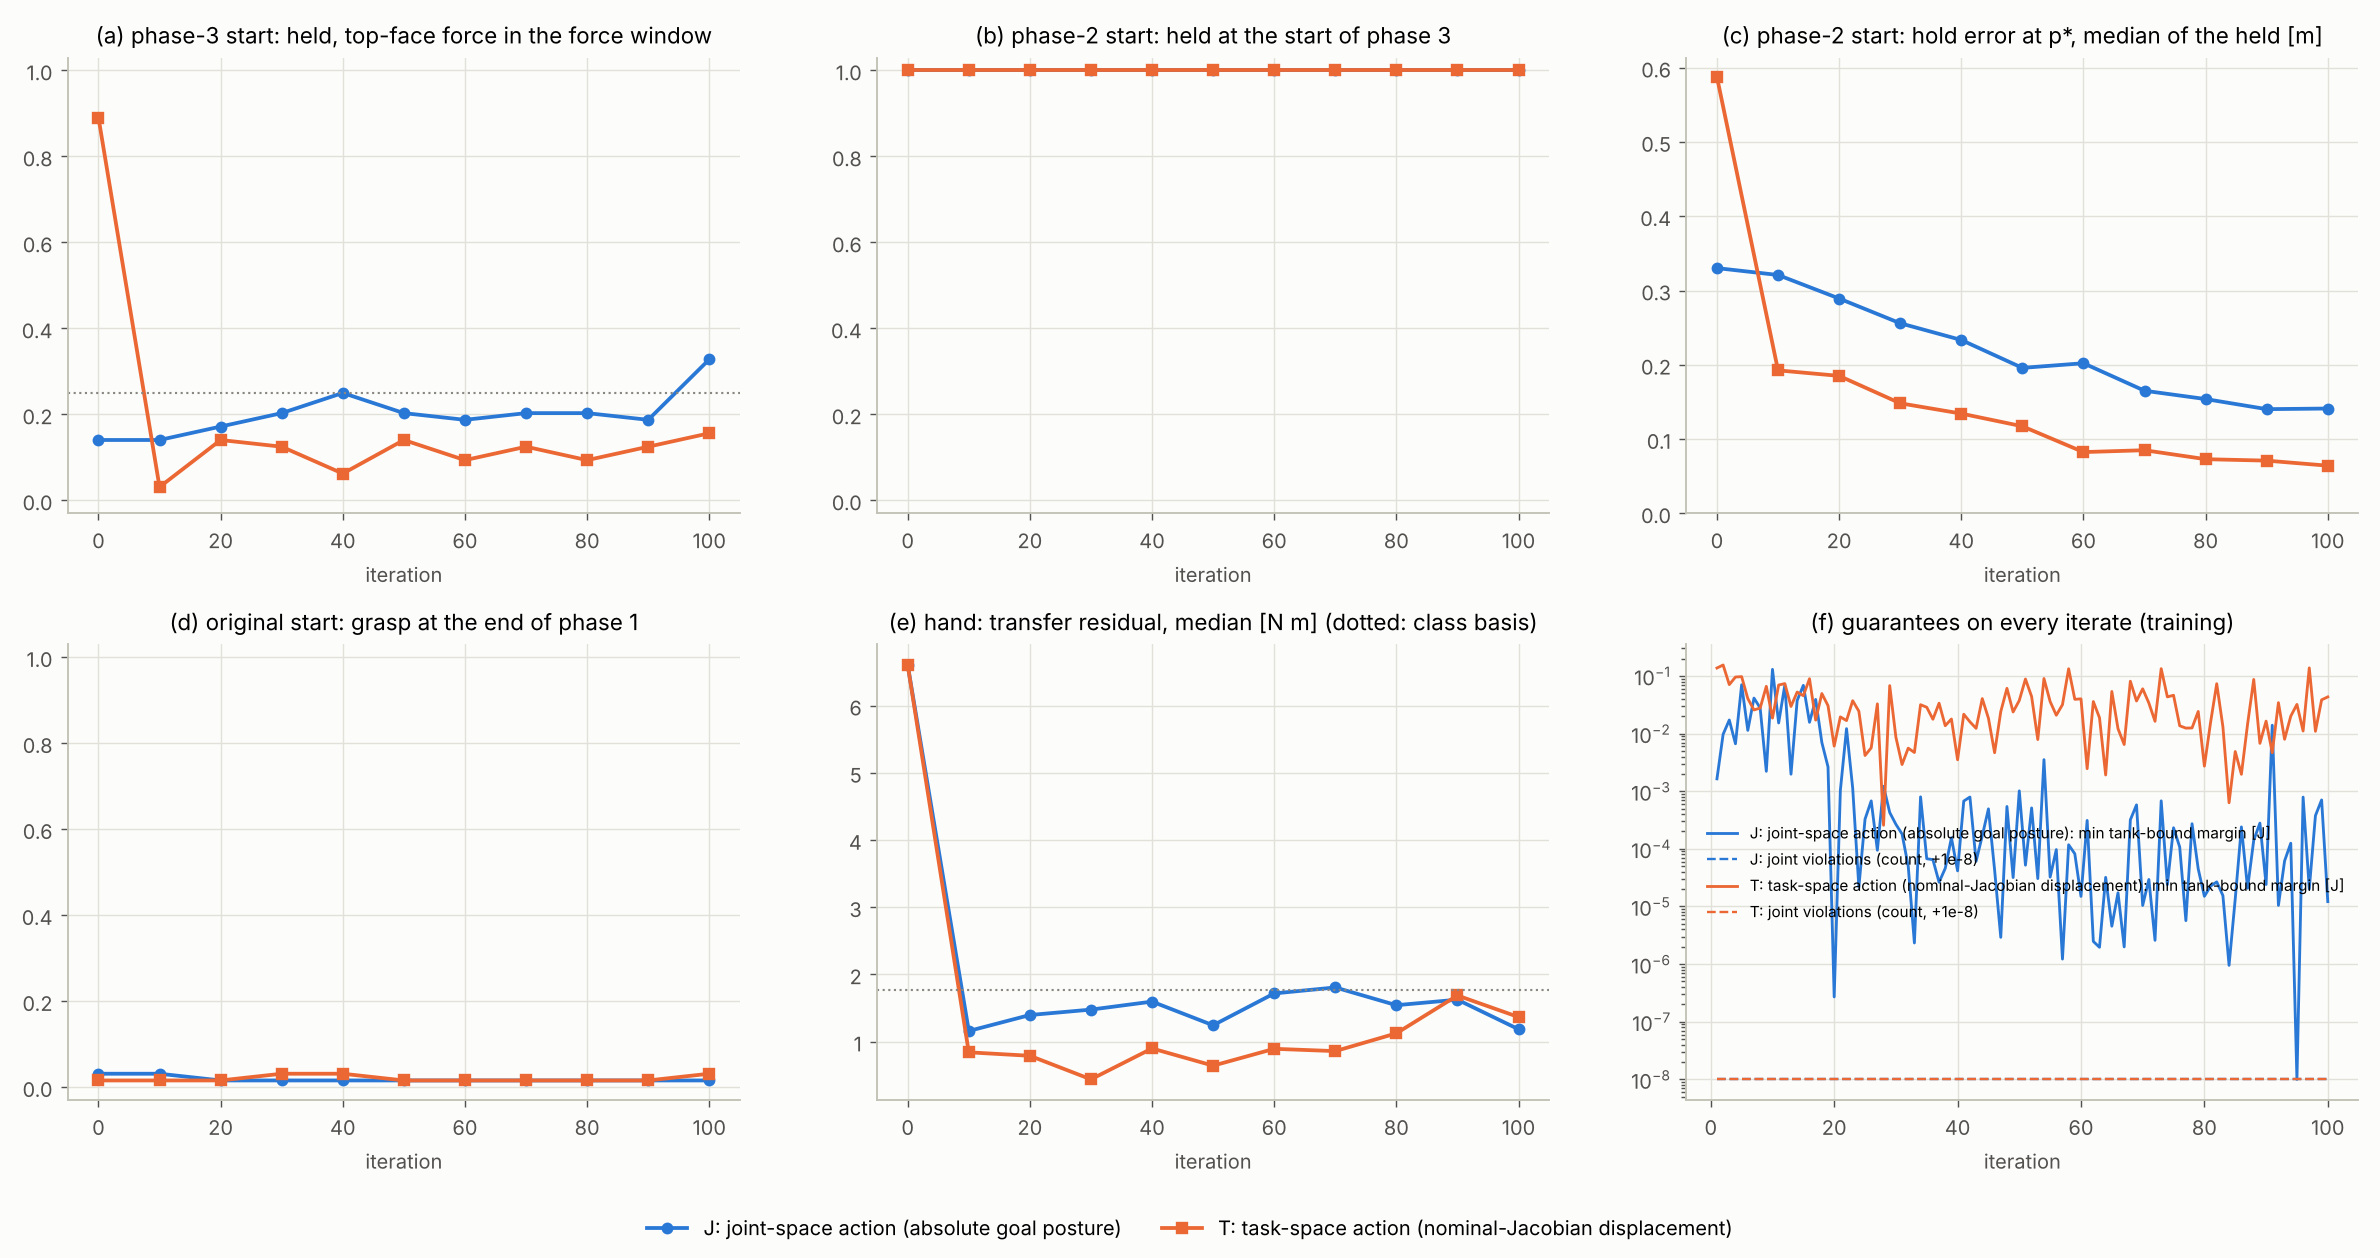 (a) phase-3 start: held, top-face force in the force window
1.0
0.8
0.6
0.4
0.2
0.0
0 20 40 60 80 100
iteration
(b) phase-2 start: held at the start of phase 3
1.0
0.8
0.6
0.4
0.2
0.0
0 20 40 60 80 100
iteration
(c) phase-2 start: hold error at p*, median of the held [m]
0.6
0.5
0.4
0.3
0.2
0.1
0.0
0 20 40 60 80 100
iteration
(d) original start: grasp at the end of phase 1
1.0
0.8
0.6
0.4
0.2
0.0
0 20 40 60 80 100
iteration
(e) hand: transfer residual, median [N m] (dotted: class basis)
6
5
4
3
2
1
0 20 40 60 80 100
iteration
(f) guarantees on every iterate (training)
10⁻¹
10⁻²
10⁻³
10⁻⁴
10⁻⁵
10⁻⁶
10⁻⁷
10⁻⁸
J: joint-space action (absolute goal posture): min tank-bound margin [J]
J: joint violations (count, +1e-8)
T: task-space action (nominal-Jacobian displacement): min tank-bound margin [J]
T: joint violations (count, +1e-8)
0 20 40 60 80 100
iteration
J: joint-space action (absolute goal posture)
T: task-space action (nominal-Jacobian displacement)